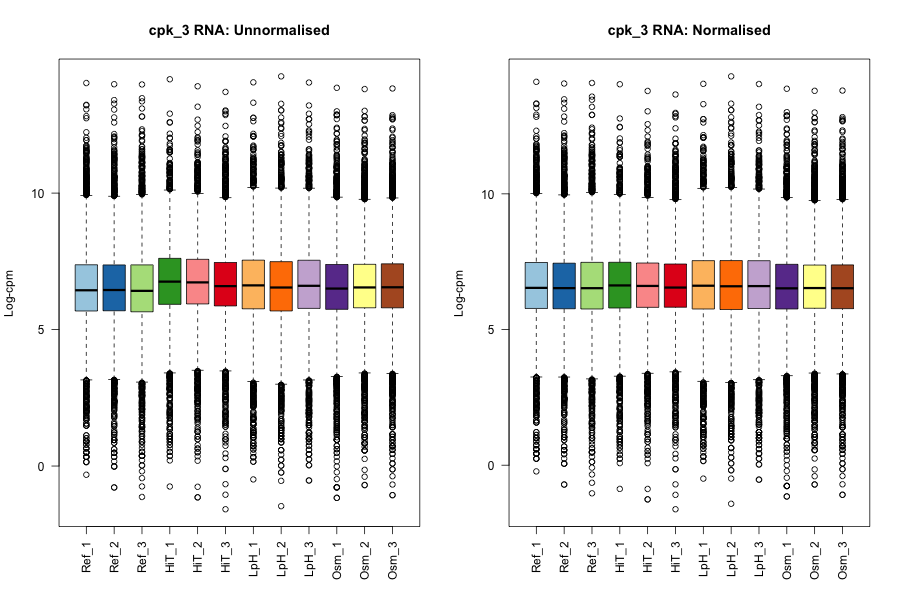 cpk_3 RNA: Unnormalised
Log-cpm
10
5
0
Ref_1
Ref_2
Ref_3
HiT_1
HiT_2
HiT_3
LpH_1
LpH_2
LpH_3
Osm_1
Osm_2
Osm_3
cpk_3 RNA: Normalised
Log-cpm
10
5
0
Ref_1
Ref_2
Ref_3
HiT_1
HiT_2
HiT_3
LpH_1
LpH_2
LpH_3
Osm_1
Osm_2
Osm_3